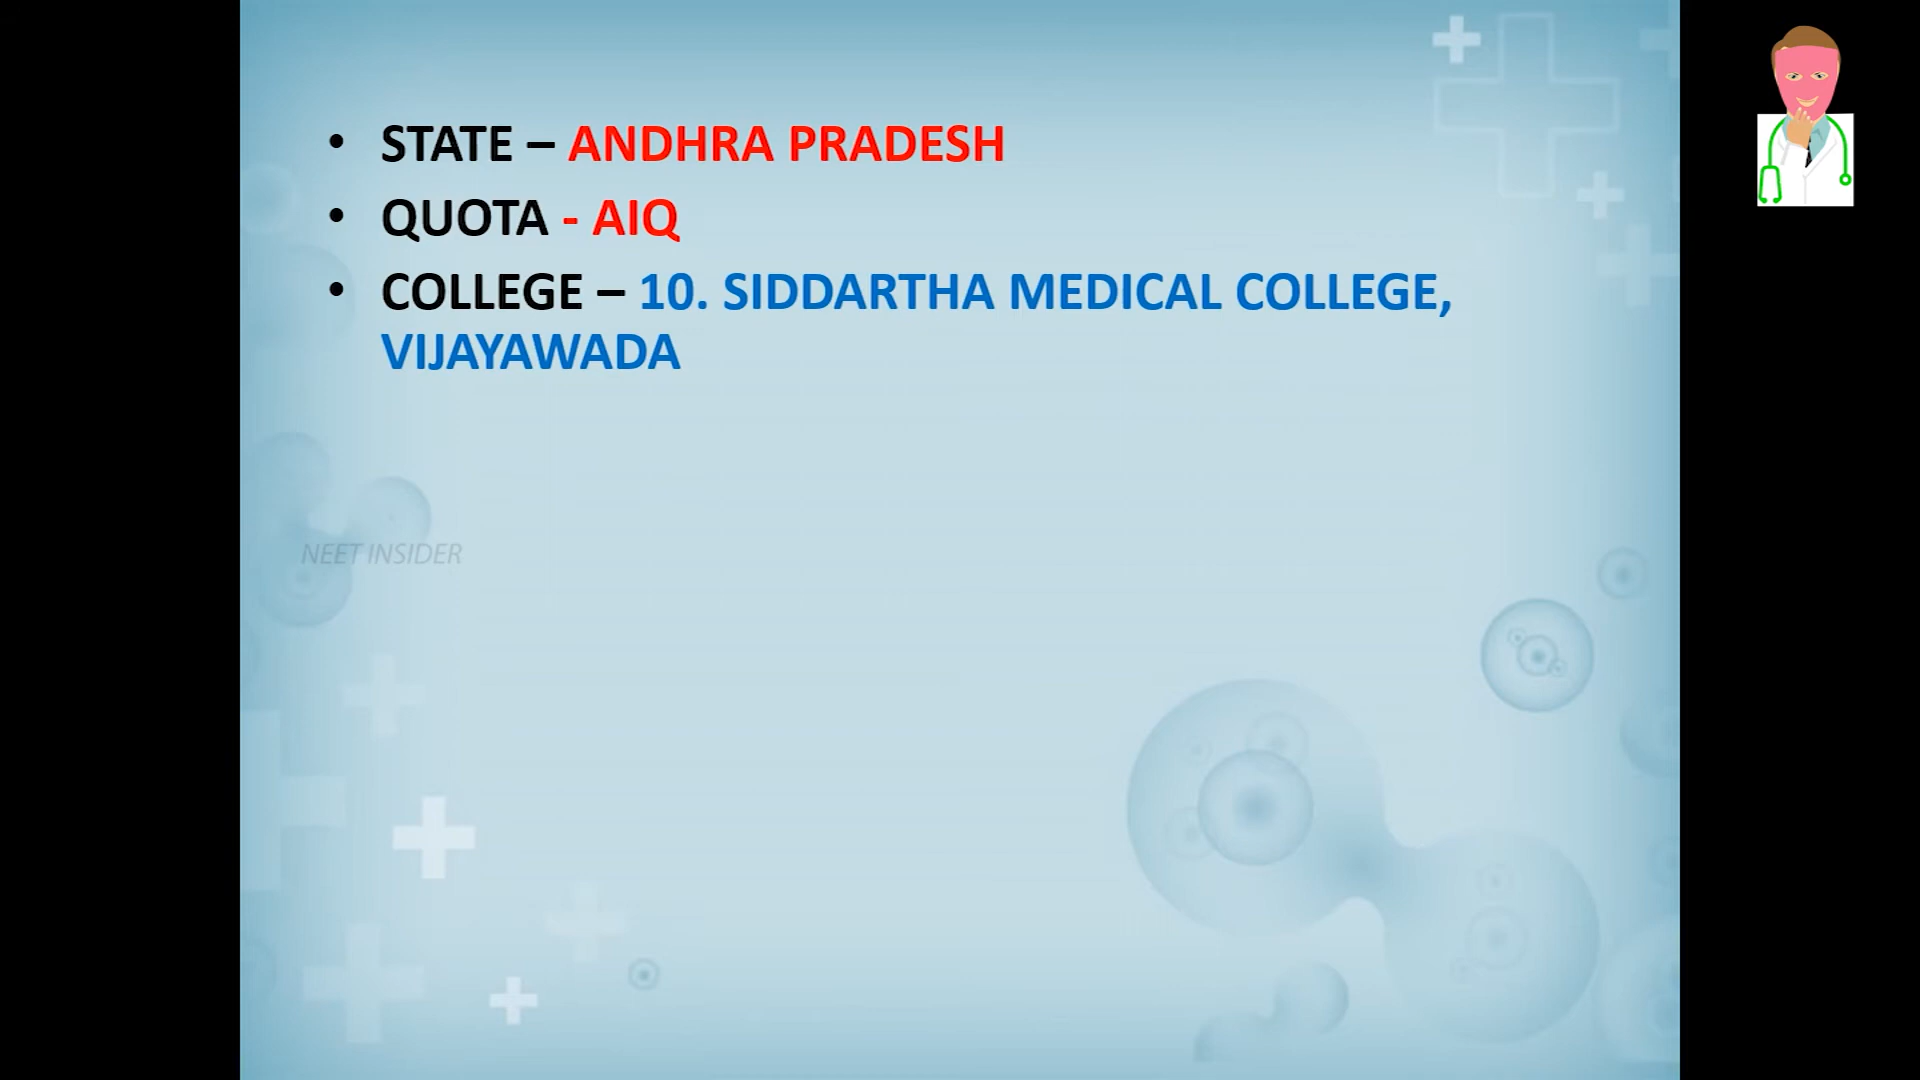 • STATE – ANDHRA PRADESH
• QUOTA - AIQ
• COLLEGE – 10. SIDDARTHA MEDICAL COLLEGE,
VIJAYAWADA
NEET INSIDER